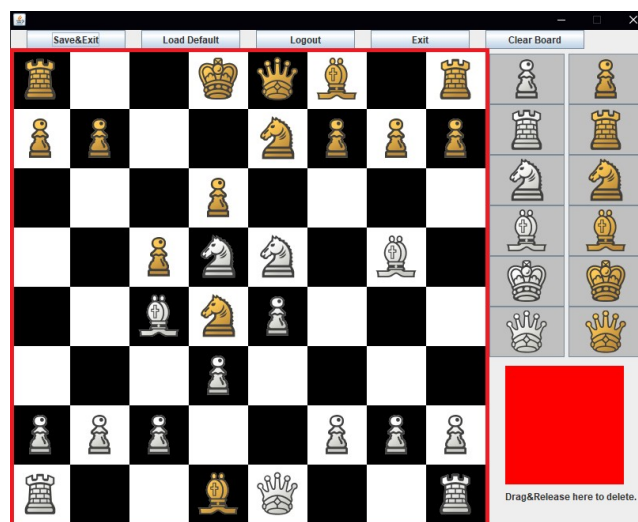 Save&Exit
Load Default
Logout
Exit
Clear Board
Drag&Release here to delete.